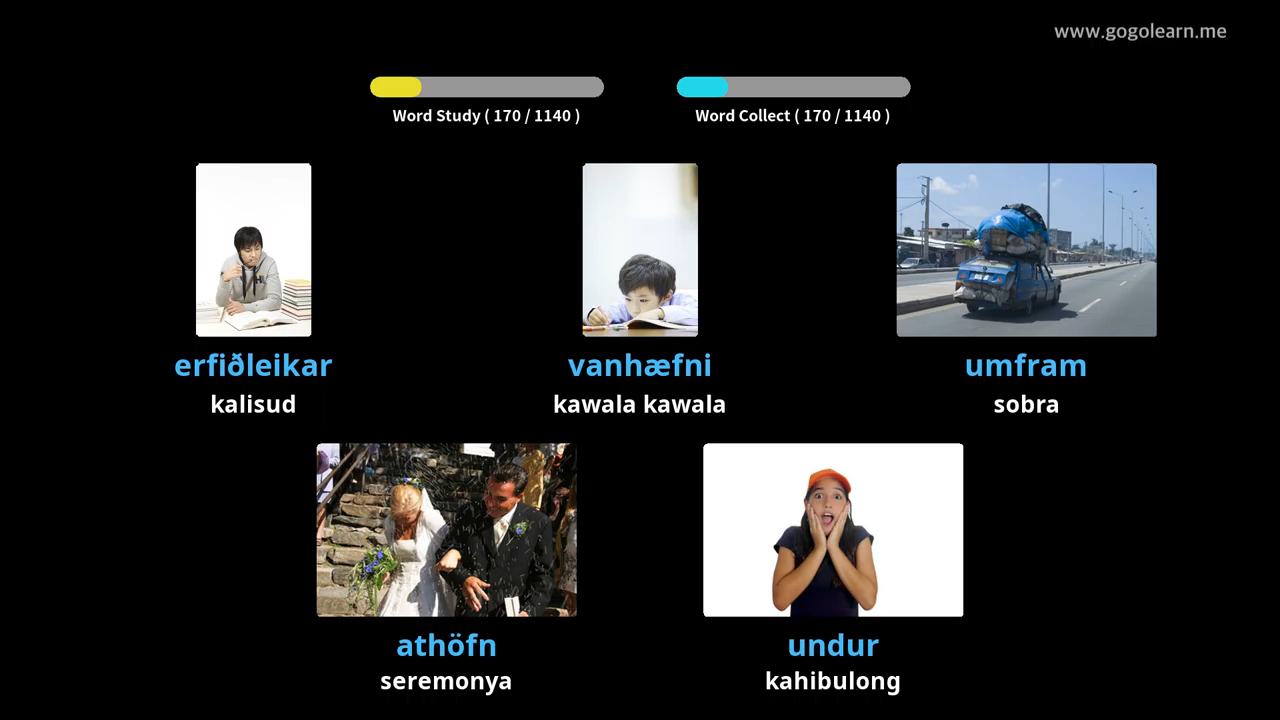 www.gogolearn.me
Word Study ( 170 / 1140 )
Word Collect ( 170 / 1140 )
erfiðleikar
kalisud
vanhæfni
kawala kawala
umfram
sobra
athöfn
seremonya
undur
kahibulong